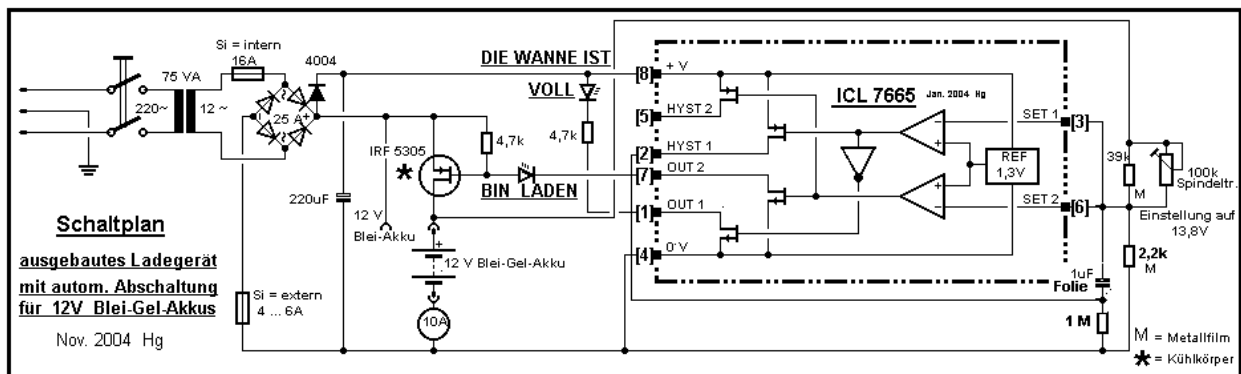 Si = intern
16A
4004
75 VA
220~
12 ~
25 A
+
DIE WANNE IST
VOLL
4,7k
4,7k
IRF 5305
*
BIN LADEN
220uF
12 V
Blei-Akku
+
12 V Blei-Gel-Akku
10A
Si = extern
4 ... 6A
Schaltplan
ausgebautes Ladegerät
mit autom. Abschaltung
für 12V Blei-Gel-Akkus
Nov. 2004 Hg
[8] + V
[5] HYST 2
[2] HYST 1
[7] OUT 2
[1] OUT 1
[4] 0 V
ICL 7665 Jan. 2004 Hg
REF
1,3V
SET 1 [3]
SET 2 [6]
39k
M
100k
Spindeltr.
Einstellung auf
13,8V
2,2k
M
1uF
Folie
1 M
M = Metallfilm
* = Kühlkörper